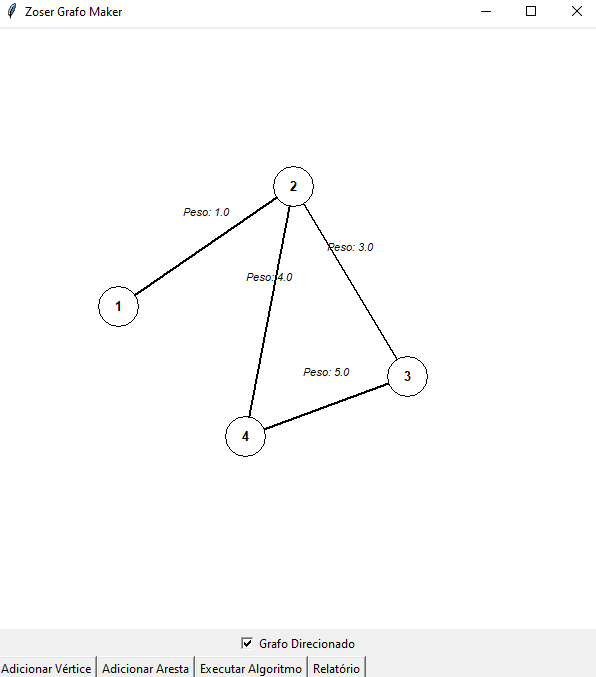 Zoser Grafo Maker
2
Peso: 1.0
Peso: 3.0
Peso: 4.0
1
Peso: 5.0
3
4
Grafo Direcionado
Adicionar Vértice Adicionar Aresta Executar Algoritmo Relatório